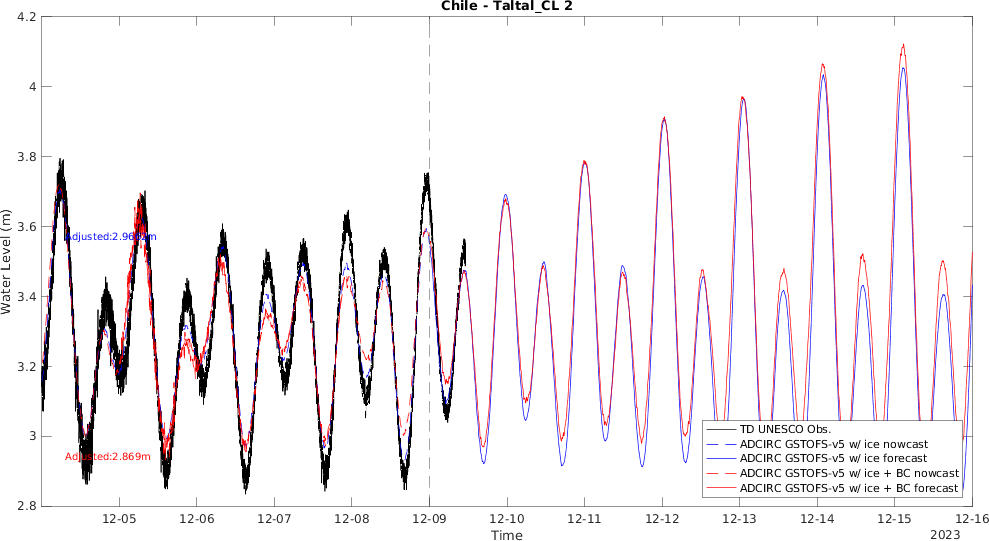 Chile - Taltal_CL 2
4.2
4
3.8
3.6
3.4
3.2
3
2.8
Water Level (m)
Adjusted:2.869m
12-05
12-06
12-07
12-08
12-09
12-10
12-11
12-12
12-13
12-14
12-15
12-16
Time
2023
TD UNESCO Obs.
ADCIRC GSTOFS-v5 w/ ice nowcast
ADCIRC GSTOFS-v5 w/ ice forecast
ADCIRC GSTOFS-v5 w/ ice + BC nowcast
ADCIRC GSTOFS-v5 w/ ice + BC forecast